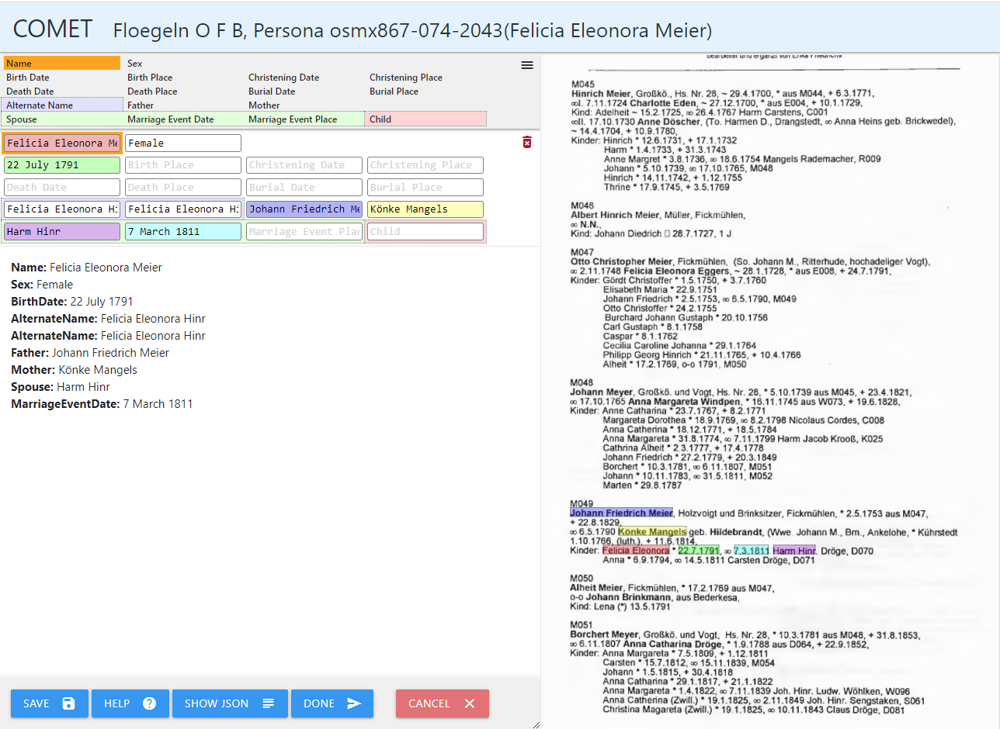 COMET Floegeln O F B, Persona osmx867-074-2043(Felicia Eleonora Meier)
Name Sex
Birth Date Birth Place Christening Date Christening Place
Death Date Death Place Burial Date Burial Place
Alternate Name Father Mother
Spouse Marriage Event Date Marriage Event Place Child
Felicia Eleonora Me Female
22 July 1791 Birth Place Christening Date Christening Place
Death Date Death Place Burial Date Burial Place
Felicia Eleonora Hi Felicia Eleonora Hi Johann Friedrich Me Könke Mangels
Harm Hinr 7 March 1811 Marriage Event Plac Child
Name: Felicia Eleonora Meier
Sex: Female
BirthDate: 22 July 1791
AlternateName: Felicia Eleonora Hinr
AlternateName: Felicia Eleonora Hinr
Father: Johann Friedrich Meier
Mother: Könke Mangels
Spouse: Harm Hinr
MarriageEventDate: 7 March 1811
SAVE HELP SHOW JSON DONE CANCEL
bearbeitet und ergänzt von Erika Friedrichs
M045
Hinrich Meier, Großkö., Hs. Nr. 28, ~ 29.4.1700, * aus M044, + 6.3.1771,
∞I. 7.11.1724 Charlotte Eden, ~ 27.12.1700, * aus E004, + 10.1.1729,
Kind: Adelheit ~ 15.2.1725, ∞ 26.4.1767 Harm Carstens, C001
∞II. 17.10.1730 Anne Döscher, (To. Harmen D., Drangstedt, ∞ Anna Heins geb. Brickwedel),
~ 14.4.1704, + 10.9.1780,
Kinder: Hinrich * 12.6.1731, + 17.1.1732
Harm * 1.4.1733, + 31.3.1743
Anne Margret * 3.8.1736, ∞ 18.6.1754 Mangels Rademacher, R009
Johann * 5.10.1739, ∞ 17.10.1765, M048
Hinrich * 14.11.1742, + 1.12.1755
Thrine * 17.9.1745, + 3.5.1769
M046
Albert Hinrich Meier, Müller, Fickmühlen,
∞ N.N.,
Kind: Johann Diedrich □ 28.7.1727, 1 J.
M047
Otto Christopher Meier, Fickmühlen, (So. Johann M., Ritterhude, hochadeliger Vogt),
∞ 2.11.1748 Felicia Eleonora Eggers, ~ 28.1.1728, * aus E008, + 24.7.1791,
Kinder: Gördt Christoffer * 1.5.1750, + 3.7.1760
Elisabeth Maria * 22.9.1751
Johann Friedrich * 2.5.1753, ∞ 6.5.1790, M049
Otto Christoffer * 24.2.1755
Burchard Johann Gustaph * 20.10.1756
Carl Gustaph * 8.1.1758
Caspar * 8.1.1762
Cecilia Caroline Johanna * 29.1.1764
Philipp Georg Hinrich * 21.11.1765, + 10.4.1766
Alheit * 17.2.1769, o-o 1791, M050
M048
Johann Meyer, Großkö. und Vogt, Hs. Nr. 28, * 5.10.1739 aus M045, + 23.4.1821,
∞ 17.10.1765 Anna Margareta Windpen, * 16.11.1745 aus W073, + 19.6.1828,
Kinder: Anne Catharina * 23.7.1767, + 8.2.1771
Margareta Dorothea * 18.9.1769, ∞ 8.2.1798 Nicolaus Cordes, C008
Anna Catherina * 18.12.1771, + 18.5.1784
Anna Margareta * 31.8.1774, ∞ 7.11.1799 Harm Jacob Krooß, K025
Cathrina Alheit * 2.3.1777, + 17.4.1778
Johann Friedrich * 27.2.1779, + 20.3.1849
Borchert * 10.3.1781, ∞ 6.11.1807, M051
Johann * 10.11.1783, ∞ 31.5.1811, M052
Marten * 29.8.1787
M049
Johann Friedrich Meier, Holzvoigt und Brinksitzer, Fickmühlen, * 2.5.1753 aus M047,
+ 22.8.1829,
∞ 6.5.1790 Könke Mangels geb. Hildebrandt, (Wwe. Johann M., Bm., Ankelohe, * Kührstedt
1.10.1766, (luth.), + 11.6.1814,
Kinder: Felicia Eleonora * 22.7.1791, ∞ 7.3.1811 Harm Hinr. Dröge, D070
Anna * 6.9.1794, ∞ 14.5.1811 Carsten Dröge, D071
M050
Alheit Meier, Fickmühlen, * 17.2.1769 aus M047,
o-o Johann Brinkmann, aus Bederkesa,
Kind: Lena (*) 13.5.1791
M051
Borchert Meyer, Großkö. und Vogt, Hs. Nr. 28, * 10.3.1781 aus M048, + 31.8.1853,
∞ 6.11.1807 Anna Catharina Dröge, * 1.9.1788 aus D064, + 22.9.1852,
Kinder: Anna Margareta * 7.5.1809, + 1.12.1811
Carsten * 15.7.1812, ∞ 15.11.1839, M054
Johann * 1.5.1815, + 30.4.1818
Anna Catharina * 29.1.1817, + 21.1.1822
Anna Margareta * 1.4.1822, ∞ 7.11.1839 Joh. Hinr. Ludw. Wöhlken, W096
Anna Catherina (Zwill.) * 19.1.1825, ∞ 2.11.1849 Joh. Hinr. Sengstaken, S061
Christina Magareta (Zwill.) * 19.1.1825, ∞ 10.11.1843 Claus Dröge, D081